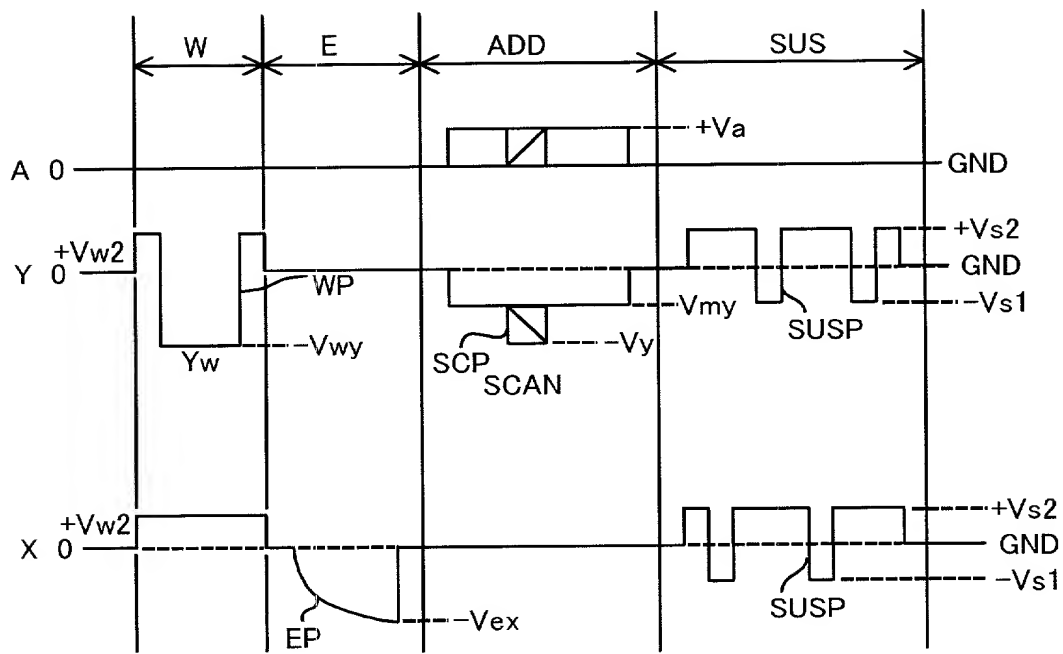 W E ADD SUS
+Va
A 0 GND
+Vw2 +Vs2
Y 0 GND
WP Vmy -Vs1
SUSP
Yw -Vwy SCP -Vy
SCAN
+Vw2 +Vs2
X 0 GND
-Vs1
SUSP
EP -Vex